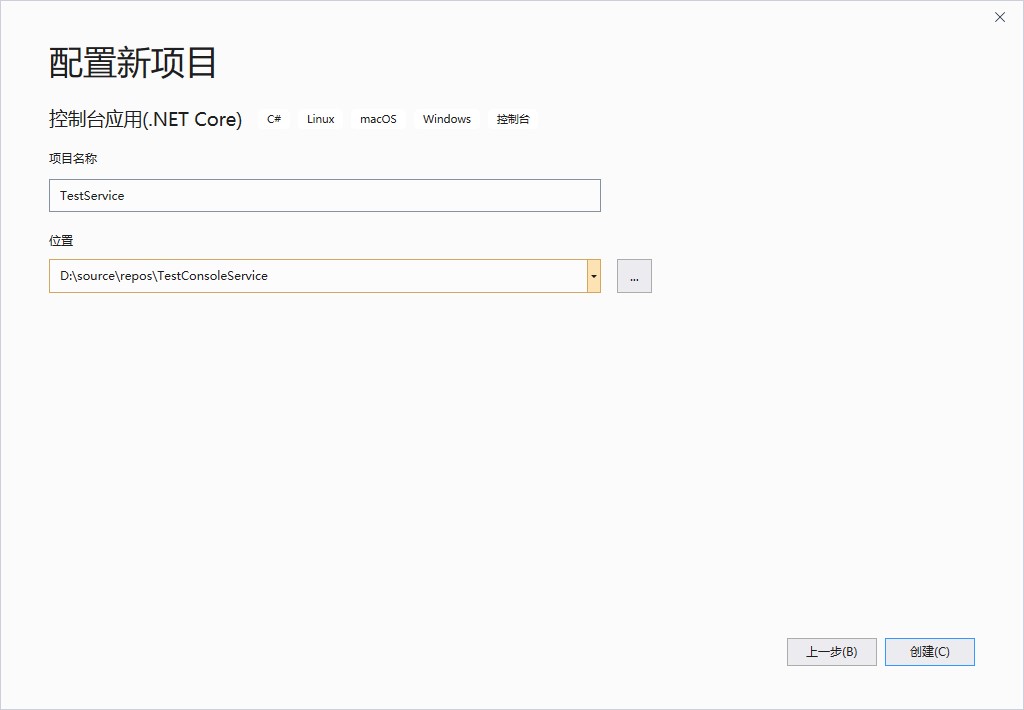 配置新项目
控制台应用(.NET Core) C# Linux macOS Windows 控制台
项目名称
TestService
位置
D:\source\repos\TestConsoleService
...
上一步(B) 创建(C)